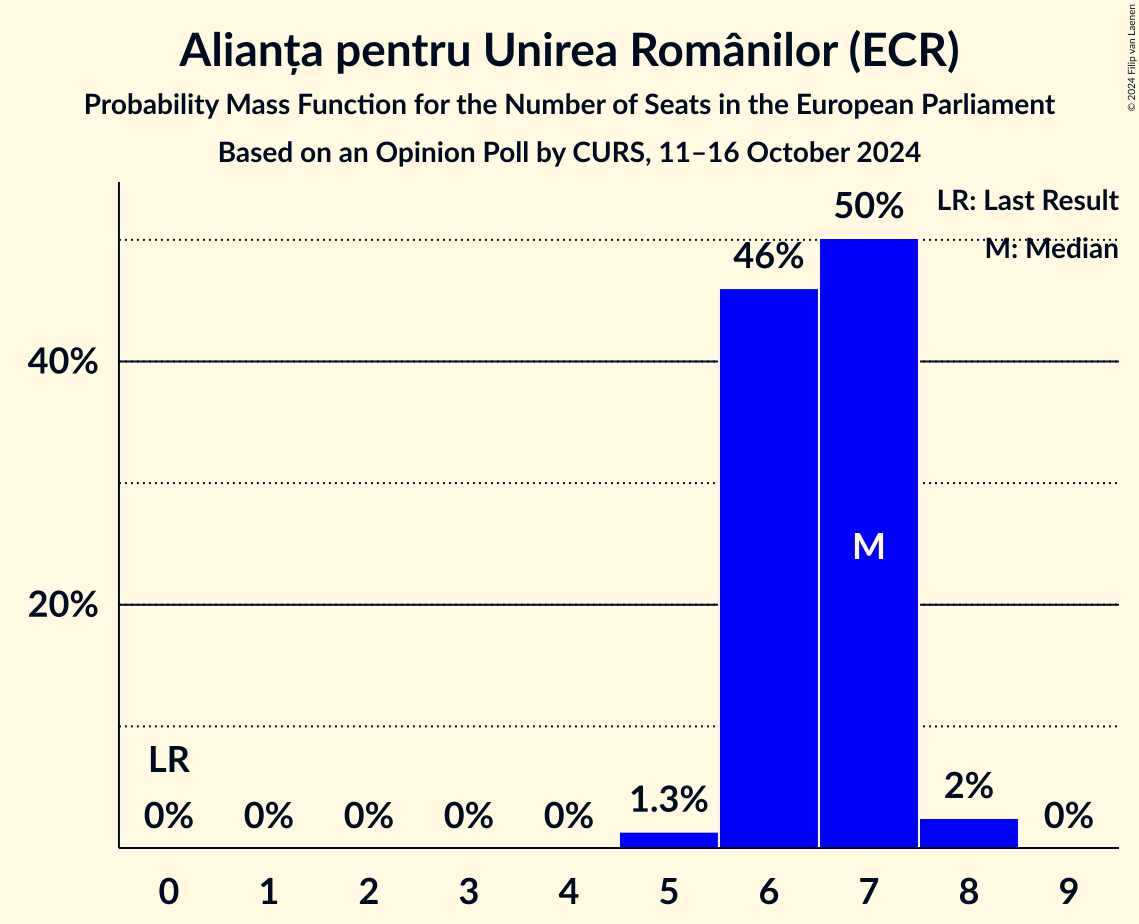 Alianța pentru Unirea Românilor (ECR)
Probability Mass Function for the Number of Seats in the European Parliament
Based on an Opinion Poll by CURS, 11–16 October 2024
© 2024 Filip van Laenen
LR: Last Result
M: Median
50%
46%
40%
M
20%
LR
0% 0% 0% 0% 0% 1.3% 2% 0%
0 1 2 3 4 5 6 7 8 9